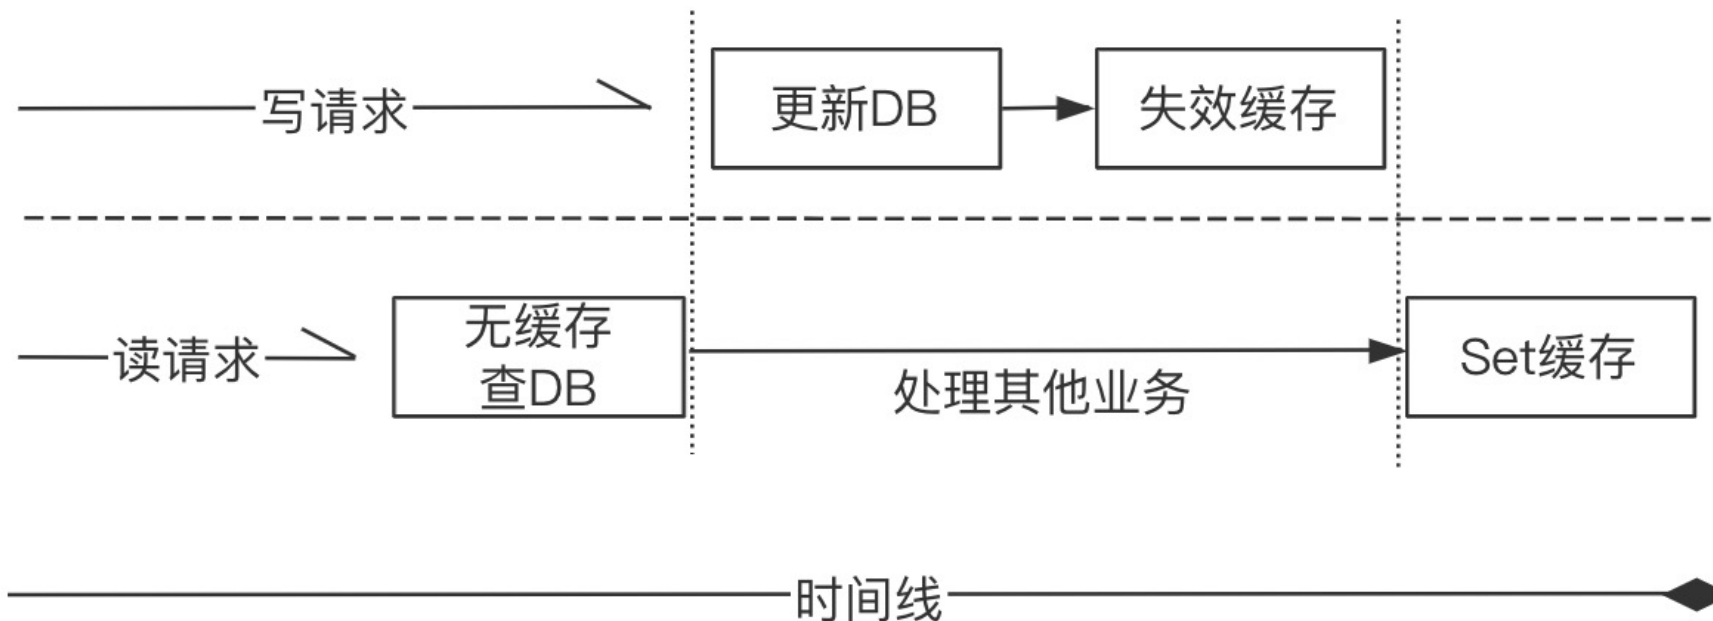 写请求
更新DB
失效缓存
读请求
无缓存
查DB
处理其他业务
Set缓存
时间线